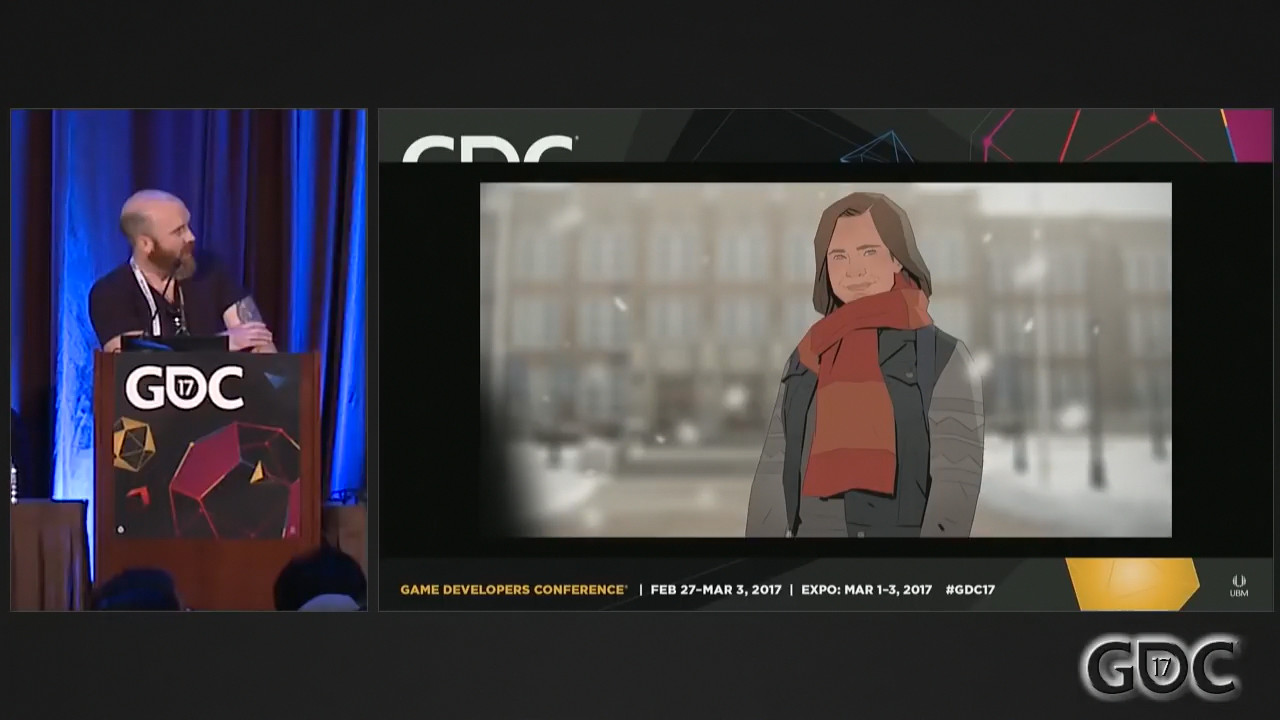 GDC
GDC
17
GAME DEVELOPERS CONFERENCE® | FEB 27–MAR 3, 2017 | EXPO: MAR 1–3, 2017 #GDC17
UBM
GDC
17